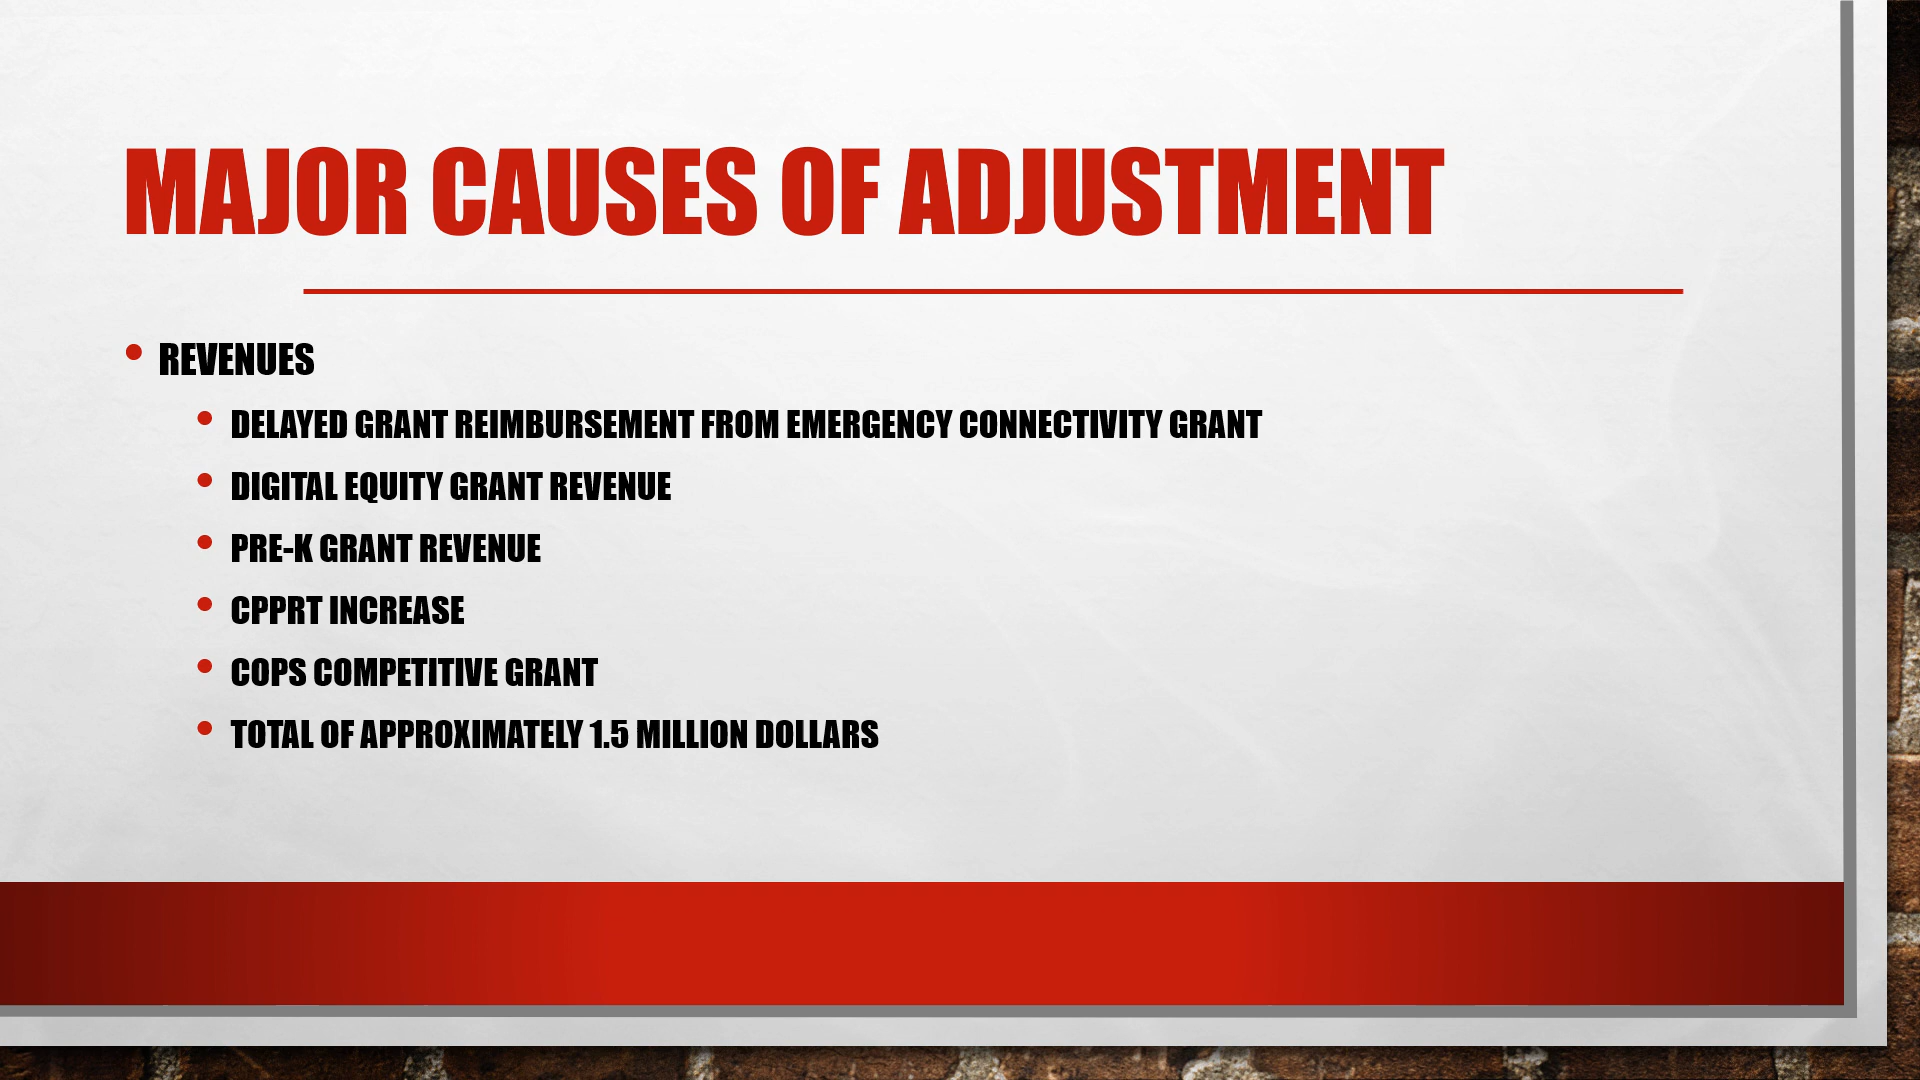 MAJOR CAUSES OF ADJUSTMENT
• REVENUES
• DELAYED GRANT REIMBURSEMENT FROM EMERGENCY CONNECTIVITY GRANT
• DIGITAL EQUITY GRANT REVENUE
• PRE-K GRANT REVENUE
• CPPRT INCREASE
• COPS COMPETITIVE GRANT
• TOTAL OF APPROXIMATELY 1.5 MILLION DOLLARS